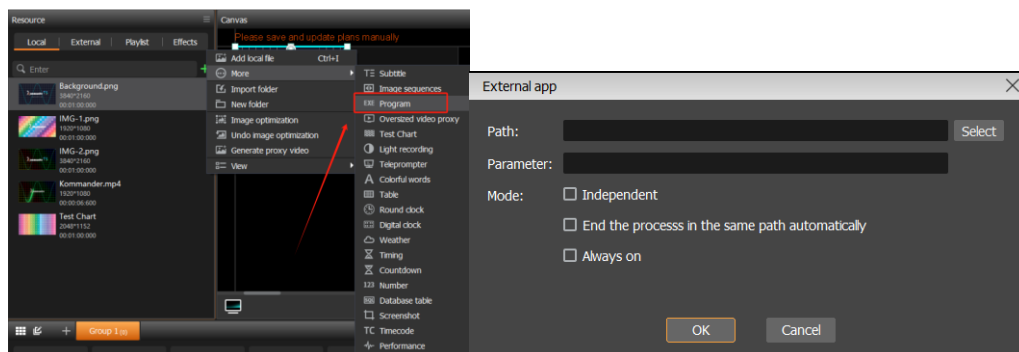 Resource
Canvas
Local External Playlist Effects
Please save and update plans manually
Enter
Background.png
3840*2160
00:01:00:000
IMG-1.png
1920*1080
00:01:00:000
IMG-2.png
3840*2160
00:01:00:000
Kommander.mp4
1920*1080
00:00:06:600
Test Chart
2048*1152
00:01:00:000
Add local file Ctrl+I
More
Import folder
New folder
Image optimization
Undo image optimization
Generate proxy video
View
TΞ Subtitle
Image sequences
EXE Program
Oversized video proxy
Test Chart
Light recording
Teleprompter
A Colorful words
Table
Round clock
Digital clock
Weather
Timing
Countdown
123 Number
SQL Database table
Screenshot
TC Timecode
Performance
+ Group 1(0)
External app
Path: Select
Parameter:
Mode: Independent
End the processs in the same path automatically
Always on
OK Cancel